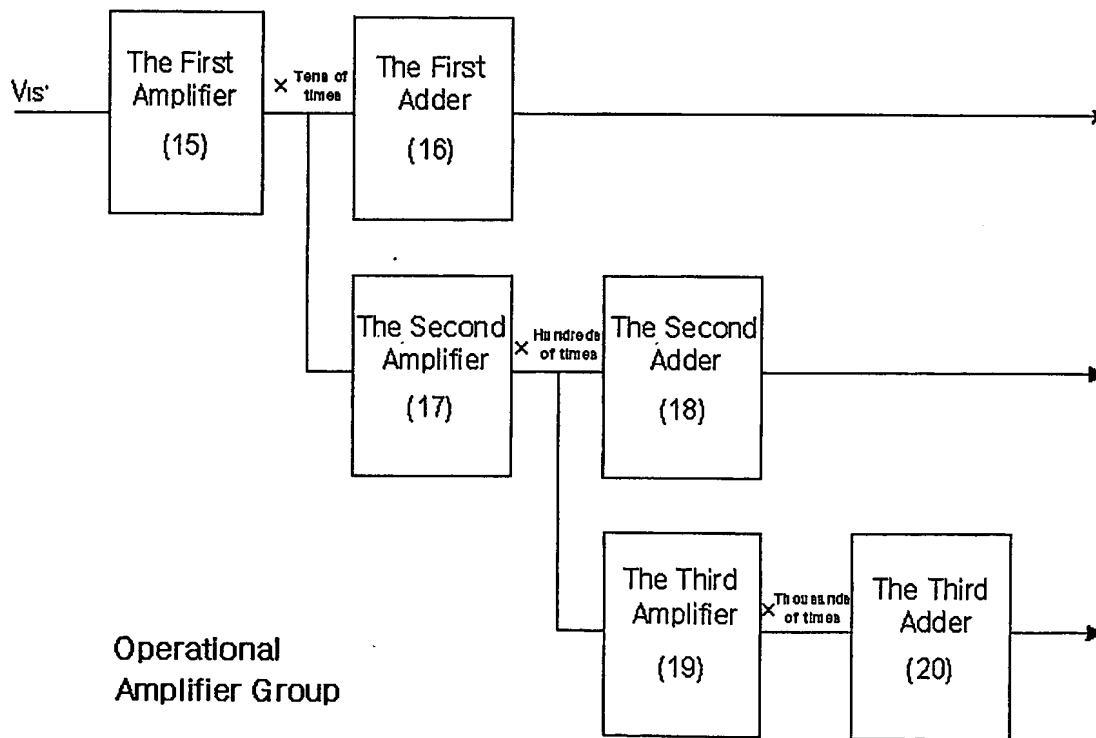 VIS'
The First
Amplifier
(15)
× Tens of
times
The First
Adder
(16)
The Second
Amplifier
(17)
× Hundreds
of times
The Second
Adder
(18)
The Third
Amplifier
(19)
× Thousands
of times
The Third
Adder
(20)
Operational
Amplifier Group